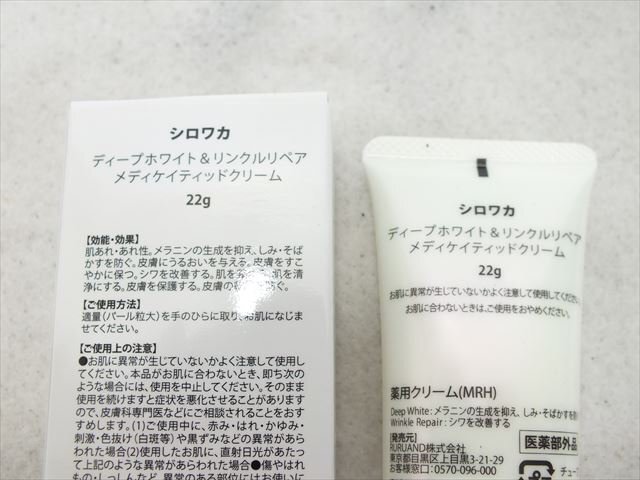 シロワカ
ディープホワイト＆リンクルリペア
メディケイティッドクリーム
22g
【効能・効果】
肌あれ・あれ性。メラニンの生成を抑え、しみ・そば
かすを防ぐ。皮膚にうるおいを与える。皮膚をすこ
やかに保つ。シワを改善する。肌を 肌を清
浄にする。皮膚を保護する。皮膚の 防ぐ。
【ご使用方法】
適量(パール粒大)を手のひらに取り、お肌になじま
せてください。
【ご使用上の注意】
●お肌に異常が生じていないかよく注意して使用し
てください。本品がお肌に合わないとき、即ち次の
ような場合には、使用を中止してください。そのまま
使用を続けますと症状を悪化させることがあります
ので、皮膚科専門医などにご相談されることをおす
すめします。(1)ご使用中に、赤み・はれ・かゆみ・
刺激・色抜け(白斑等)や黒ずみなどの異常があら
われた場合(2)使用したお肌に、直射日光があたっ
て上記のような異常があらわれた場合●傷やはれ
もの・しっしんなど、異常のある部位にはお使いに
シロワカ
ディープホワイト＆リンクルリペア
メディケイティッドクリーム
22g
お肌に異常が生じていないかよく注意して使用してください。
お肌に合わないときは、ご使用をおやめください。
薬用クリーム(MRH)
Deep White：メラニンの生成を抑え、しみ・そばかすを防
Wrinkle Repair：シワを改善する
【発売元】
RURUAND株式会社
東京都目黒区上目黒3-21-29
お客様窓口：0570-096-000
医薬部外品
チューブ